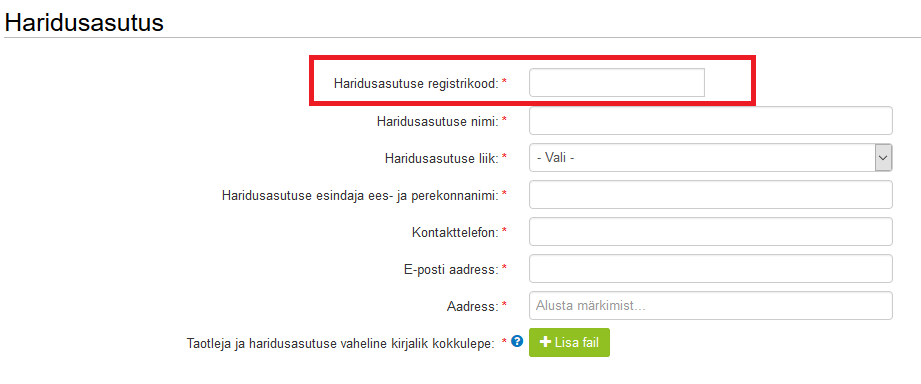 Haridusasutus
Haridusasutuse registrikood: *
Haridusasutuse nimi: *
Haridusasutuse liik: * - Vali -
Haridusasutuse esindaja ees- ja perekonnanimi: *
Kontakttelefon: *
E-posti aadress: *
Aadress: * Alusta märkimist...
Taotleja ja haridusasutuse vaheline kirjalik kokkulepe: * ? + Lisa fail